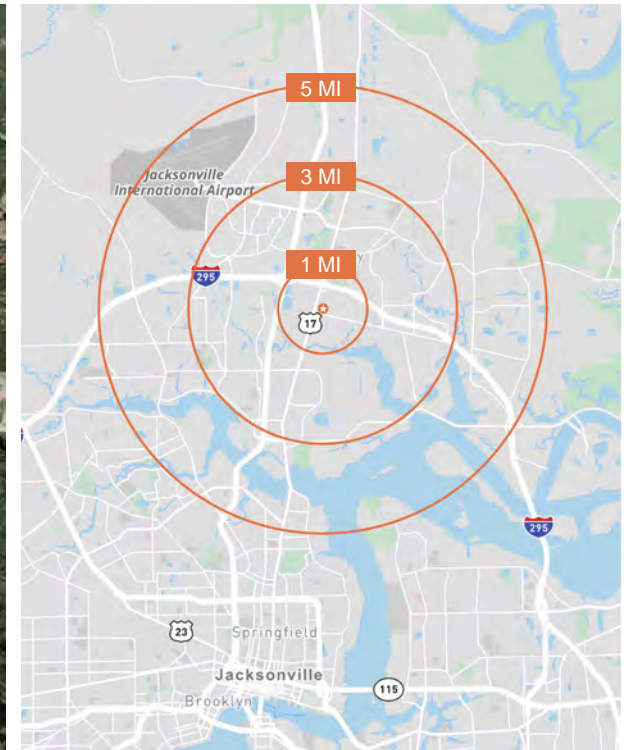 5 MI
Jacksonville
International Airport
3 MI
1 MI
295
17
295
23
Springfield
Jacksonville
115
Brooklyn